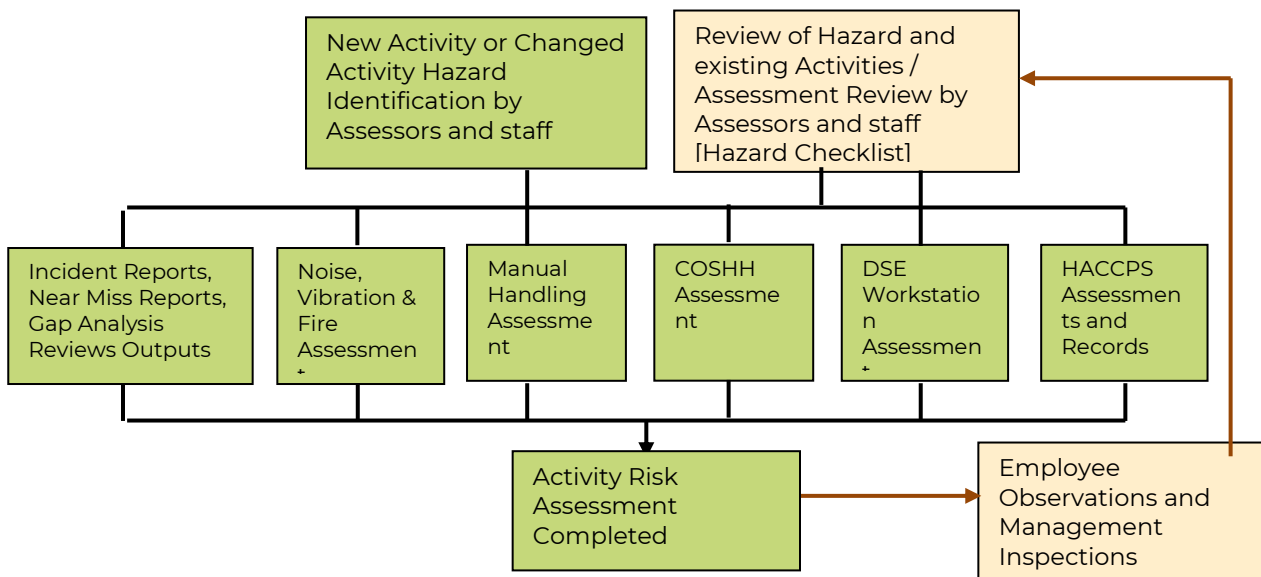 New Activity or Changed
Activity Hazard
Identification by
Assessors and staff
Review of Hazard and
existing Activities /
Assessment Review by
Assessors and staff
[Hazard Checklist]
Incident Reports,
Near Miss Reports,
Gap Analysis
Reviews Outputs
Noise,
Vibration &
Fire
Assessmen
t
Manual
Handling
Assessme
nt
COSHH
Assessme
nt
DSE
Workstatio
n
Assessmen
t
HACCPS
Assessmen
ts and
Records
Activity Risk
Assessment
Completed
Employee
Observations and
Management
Inspections